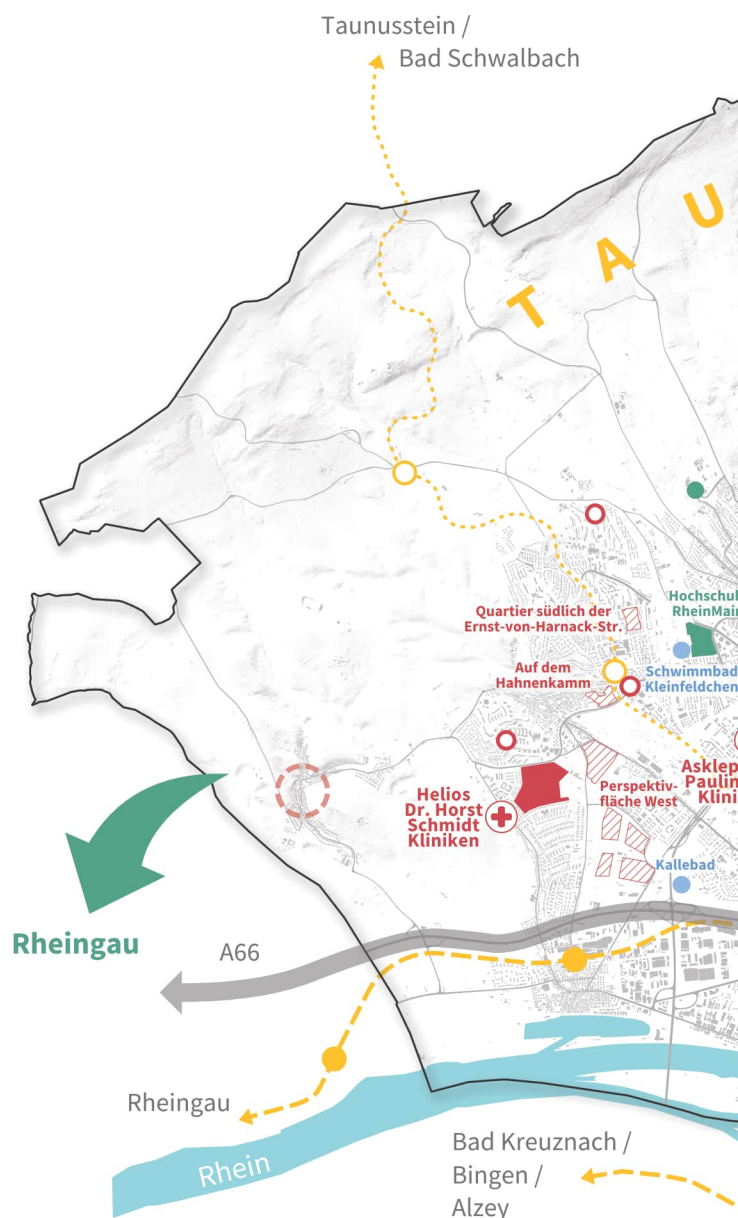 Taunusstein /
Bad Schwalbach
T A U
Hochschul
RheinMain
Quartier südlich der
Ernst-von-Harnack-Str.
Auf dem
Hahnenkamm
Schwimmbad
Kleinfeldchen
Asklep
Paulin
Klini
Perspektiv-
fläche West
Helios
Dr. Horst
Schmidt
Kliniken
Kallebad
Rheingau
A66
Rheingau
Rhein
Bad Kreuznach /
Bingen /
Alzey